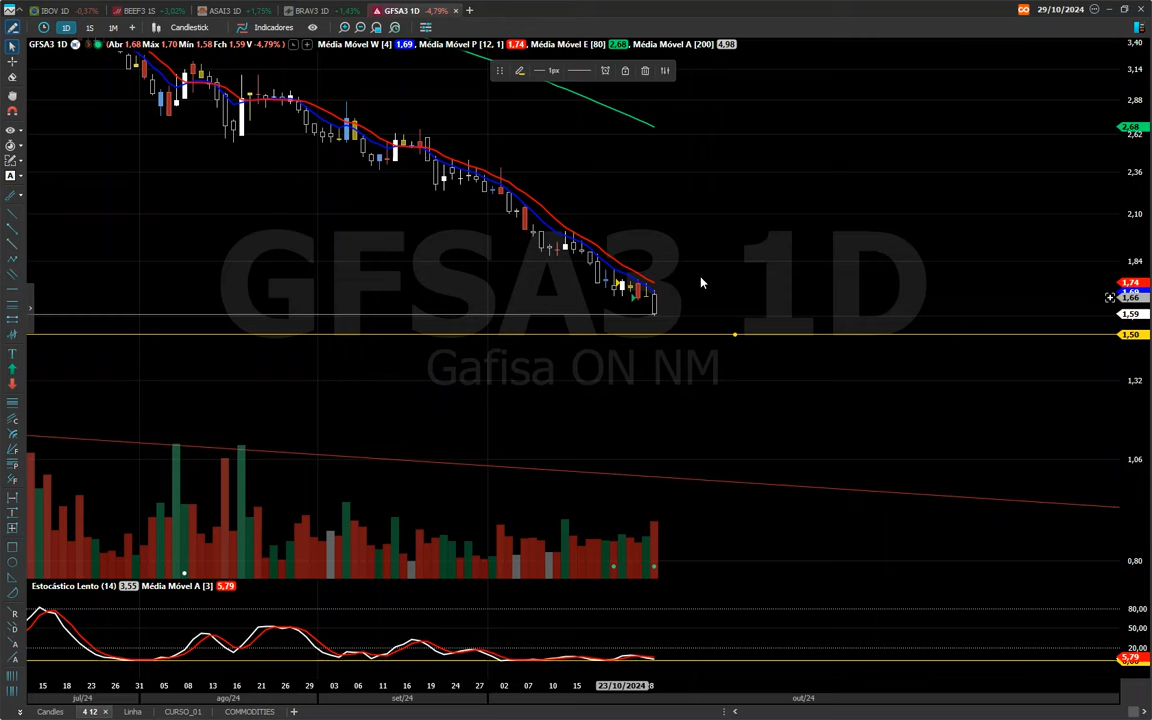 IBOV 1D -0,37% BEEF3 1S +3,02% ASAI3 1D +1,75% BRAV3 1D +1,43% GFSA3 1D -4,79% 29/10/2024
1D 1S 1M Candlestick Indicadores
GFSA3 1D (Abr 1,68 Máx 1,70 Mín 1,58 Fch 1,59 V -4,79%) Média Móvel W [4] 1,69, Média Móvel P [12, 1] 1,74 Média Móvel E [80] 2,68, Média Móvel A [200] 4,98
1px
3,40
3,14
2,88
2,68
2,62
2,36
2,10
1,84
1,74
1,69
1,66
1,59
1,50
1,32
1,06
0,80
GFSA3 1D
Gafisa ON NM
Estocástico Lento (14) 3,55 Média Móvel A [3] 5,79
80,00
50,00
20,00
5,79
15 18 23 26 31 05 08 13 16 21 26 29 03 06 11 16 19 24 27 02 07 10 15 23/10/2024
jul/24 ago/24 set/24 out/24
Candles 4 12 Linha CURSO_01 COMMODITIES